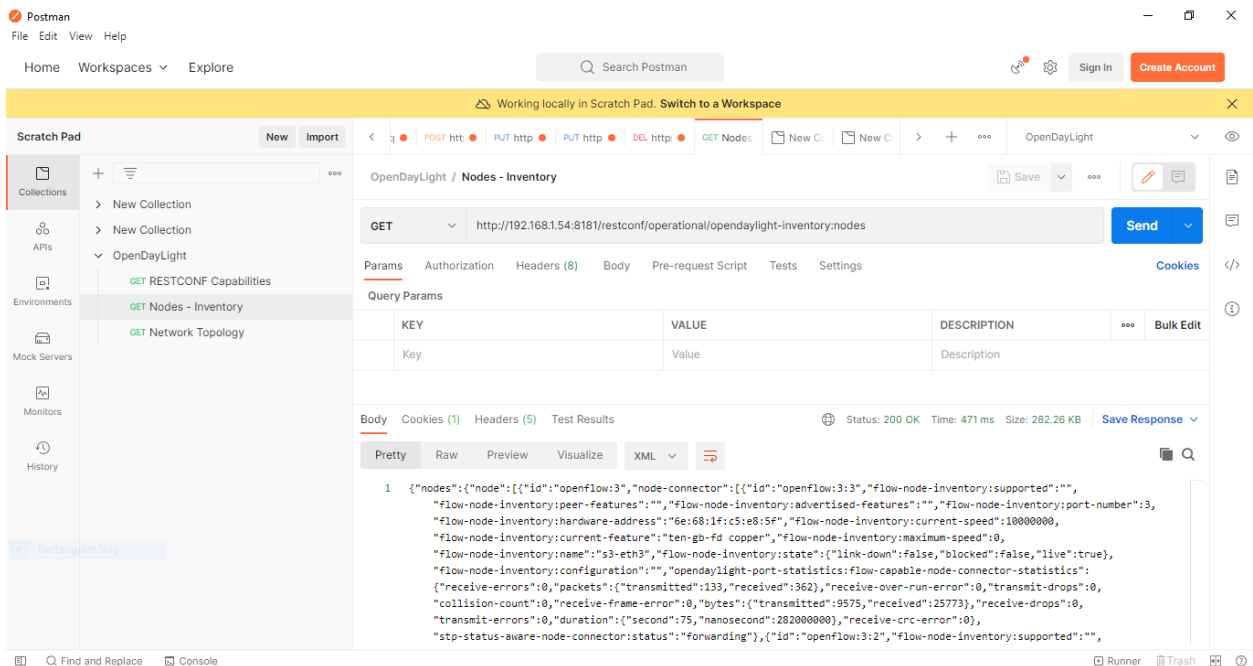 Postman
File Edit View Help
Home Workspaces Explore
Search Postman
Sign In
Create Account
Working locally in Scratch Pad. Switch to a Workspace
Scratch Pad
New
Import
q
POST htt
PUT http
PUT http
DEL http
GET Nodes
New Co
New Co
OpenDayLight
Collections
APIs
Environments
Mock Servers
Monitors
History
New Collection
New Collection
OpenDayLight
GET RESTCONF Capabilities
GET Nodes - Inventory
GET Network Topology
Rectangular Snip
OpenDayLight / Nodes - Inventory
Save
GET
http://192.168.1.54:8181/restconf/operational/opendaylight-inventory:nodes
Send
Params Authorization Headers (8) Body Pre-request Script Tests Settings
Cookies
Query Params
KEY VALUE DESCRIPTION
Bulk Edit
Key Value Description
Body Cookies (1) Headers (5) Test Results
Status: 200 OK Time: 471 ms Size: 282.26 KB
Save Response
Pretty Raw Preview Visualize XML
1 {"nodes":{"node":[{"id":"openflow:3","node-connector":[{"id":"openflow:3:3","flow-node-inventory:supported":"",
"flow-node-inventory:peer-features":"","flow-node-inventory:advertised-features":"","flow-node-inventory:port-number":3,
"flow-node-inventory:hardware-address":"6e:68:1f:c5:e8:5f","flow-node-inventory:current-speed":10000000,
"flow-node-inventory:current-feature":"ten-gb-fd copper","flow-node-inventory:maximum-speed":0,
"flow-node-inventory:name":"s3-eth3","flow-node-inventory:state":{"link-down":false,"blocked":false,"live":true},
"flow-node-inventory:configuration":"","opendaylight-port-statistics:flow-capable-node-connector-statistics":
{"receive-errors":0,"packets":{"transmitted":133,"received":362},"receive-over-run-error":0,"transmit-drops":0,
"collision-count":0,"receive-frame-error":0,"bytes":{"transmitted":9575,"received":25773},"receive-drops":0,
"transmit-errors":0,"duration":{"second":75,"nanosecond":282000000},"receive-crc-error":0},
"stp-status-aware-node-connector:status":"forwarding"},{"id":"openflow:3:2","flow-node-inventory:supported":"",
Find and Replace
Console
Runner
Trash